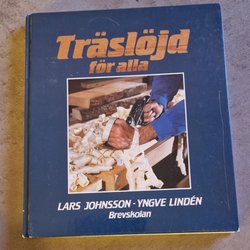 Träslöjd
för alla
LARS JOHNSSON · YNGVE LINDÉN
Brevskolan